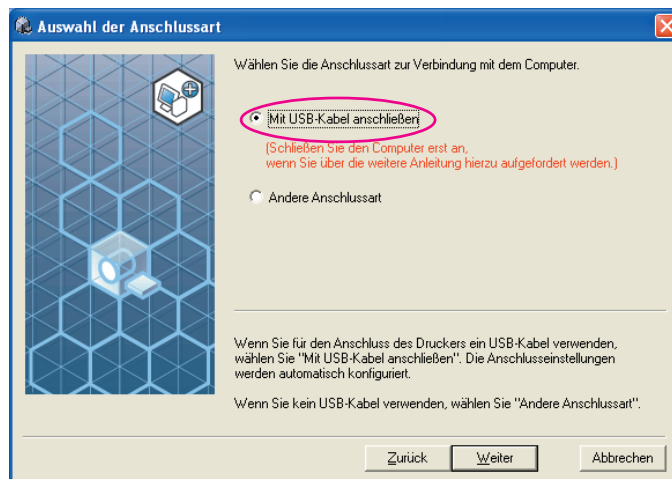 Auswahl der Anschlussart
Wählen Sie die Anschlussart zur Verbindung mit dem Computer.
Mit USB-Kabel anschließen
(Schließen Sie den Computer erst an,
wenn Sie über die weitere Anleitung hierzu aufgefordert werden.)
Andere Anschlussart
Wenn Sie für den Anschluss des Druckers ein USB-Kabel verwenden,
wählen Sie "Mit USB-Kabel anschließen". Die Anschlusseinstellungen
werden automatisch konfiguriert.
Wenn Sie kein USB-Kabel verwenden, wählen Sie "Andere Anschlussart".
Zurück
Weiter
Abbrechen